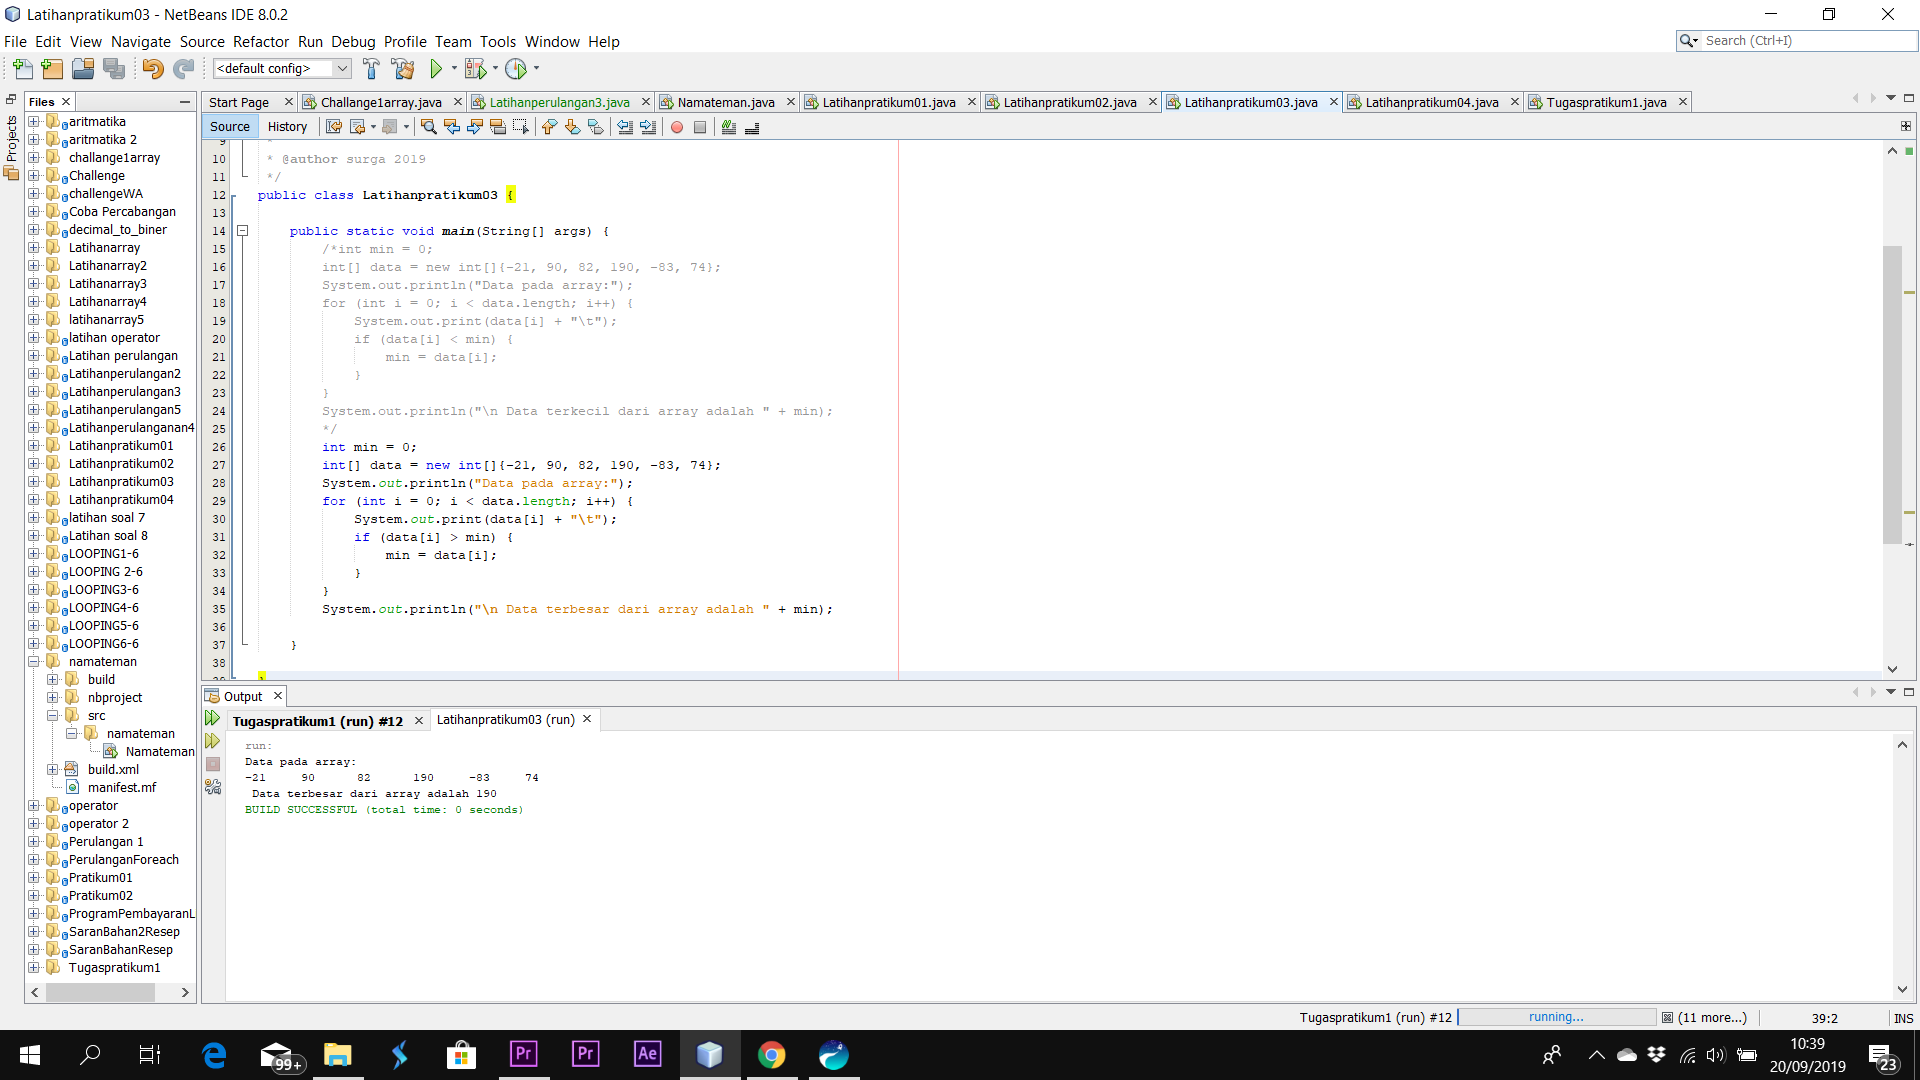 Latihanpratikum03 - NetBeans IDE 8.0.2
File Edit View Navigate Source Refactor Run Debug Profile Team Tools Window Help
Search (Ctrl+I)
<default config>
Projects
Files
Start Page
Challange1array.java
Latihanperulangan3.java
Namateman.java
Latihanpratikum01.java
Latihanpratikum02.java
Latihanpratikum03.java
Latihanpratikum04.java
Tugaspratikum1.java
Source History
aritmatika
aritmatika 2
challange1array
Challenge
challengeWA
Coba Percabangan
decimal_to_biner
Latihanarray
Latihanarray2
Latihanarray3
Latihanarray4
latihanarray5
latihan operator
Latihan perulangan
Latihanperulangan2
Latihanperulangan3
Latihanperulangan5
Latihanperulanganan4
Latihanpratikum01
Latihanpratikum02
Latihanpratikum03
Latihanpratikum04
latihan soal 7
Latihan soal 8
LOOPING1-6
LOOPING 2-6
LOOPING3-6
LOOPING4-6
LOOPING5-6
LOOPING6-6
namateman
build
nbproject
src
namateman
Namateman
build.xml
manifest.mf
operator
operator 2
Perulangan 1
PerulanganForeach
Pratikum01
Pratikum02
ProgramPembayaranL
SaranBahan2Resep
SaranBahanResep
Tugaspratikum1
9 *
10 * @author surga 2019
11 */
12 public class Latihanpratikum03 {
13
14 public static void main(String[] args) {
15 /*int min = 0;
16 int[] data = new int[]{-21, 90, 82, 190, -83, 74};
17 System.out.println("Data pada array:");
18 for (int i = 0; i < data.length; i++) {
19 System.out.print(data[i] + "\t");
20 if (data[i] < min) {
21 min = data[i];
22 }
23 }
24 System.out.println("\n Data terkecil dari array adalah " + min);
25 */
26 int min = 0;
27 int[] data = new int[]{-21, 90, 82, 190, -83, 74};
28 System.out.println("Data pada array:");
29 for (int i = 0; i < data.length; i++) {
30 System.out.print(data[i] + "\t");
31 if (data[i] > min) {
32 min = data[i];
33 }
34 }
35 System.out.println("\n Data terbesar dari array adalah " + min);
36
37 }
38
39 }
Output
Tugaspratikum1 (run) #12
Latihanpratikum03 (run)
run:
Data pada array:
-21 90 82 190 -83 74
Data terbesar dari array adalah 190
BUILD SUCCESSFUL (total time: 0 seconds)
Tugaspratikum1 (run) #12 running... (11 more...) 39:2 INS
99+
Pr
Pr
Ae
10:39
20/09/2019
23